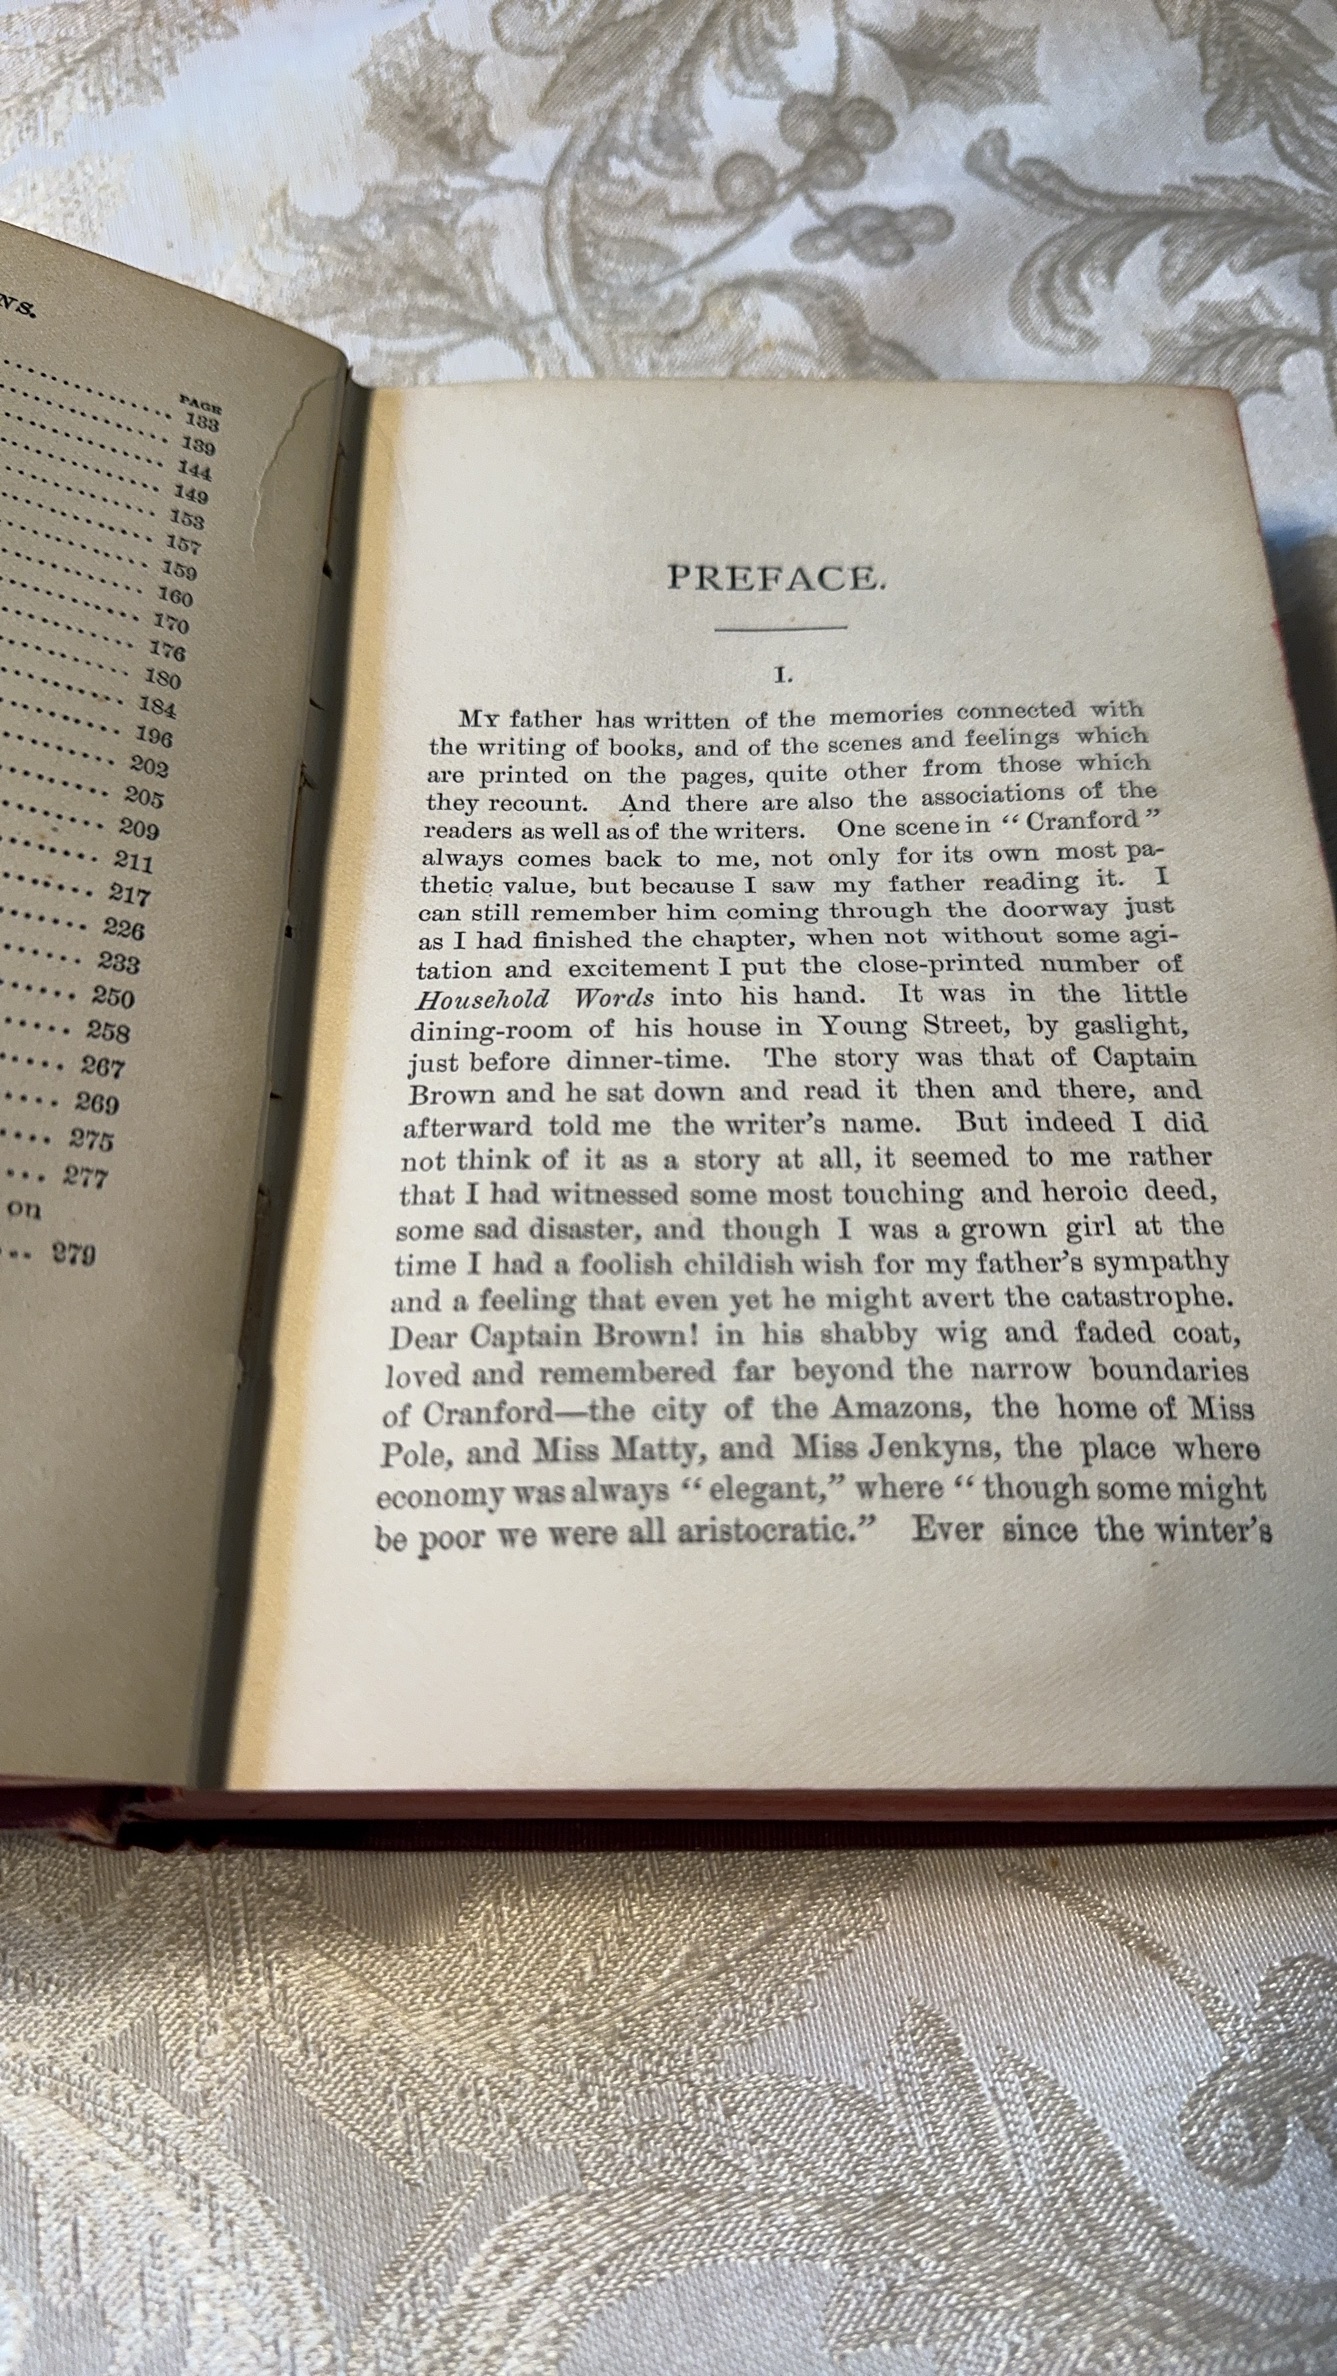 NS.
PAGE
133
139
144
149
153
157
159
160
170
176
180
184
196
202
205
209
211
217
226
233
250
258
267
269
275
277
on
279
PREFACE.
I.
MY father has written of the memories connected with
the writing of books, and of the scenes and feelings which
are printed on the pages, quite other from those which
they recount. And there are also the associations of the
readers as well as of the writers. One scene in “Cranford”
always comes back to me, not only for its own most pa-
thetic value, but because I saw my father reading it. I
can still remember him coming through the doorway just
as I had finished the chapter, when not without some agi-
tation and excitement I put the close-printed number of
Household Words into his hand. It was in the little
dining-room of his house in Young Street, by gaslight,
just before dinner-time. The story was that of Captain
Brown and he sat down and read it then and there, and
afterward told me the writer’s name. But indeed I did
not think of it as a story at all, it seemed to me rather
that I had witnessed some most touching and heroic deed,
some sad disaster, and though I was a grown girl at the
time I had a foolish childish wish for my father’s sympathy
and a feeling that even yet he might avert the catastrophe.
Dear Captain Brown! in his shabby wig and faded coat,
loved and remembered far beyond the narrow boundaries
of Cranford—the city of the Amazons, the home of Miss
Pole, and Miss Matty, and Miss Jenkyns, the place where
economy was always “elegant,” where “though some might
be poor we were all aristocratic.” Ever since the winter’s